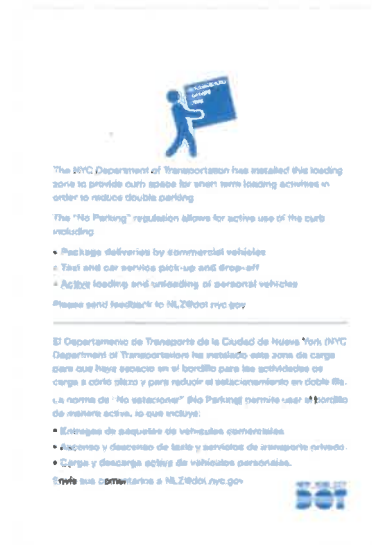 The NYC Department of Transportation has installed this loading
zone to provide curb space for short term loading activities in
order to reduce double parking
The "No Parking" regulation allows for active use of the curb
including
• Package deliveries by commercial vehicles
• Taxi and car service pick-up and drop-off
• Active loading and unloading of personal vehicles
Please send feedback to NLZ@dot nyc gov
El Departamento de Transporte de la Ciudad de Nueva York (NYC
Department of Transportation) ha instalado esta zona de carga
para que haya espacio en el bordillo para las actividades de
carga a corto plazo y para reducir el estacionamiento en doble fila.
La norma de "No estacionar" (No Parking) permite usar el bordillo
de manera activa, lo que incluye:
• Entregas de paquetes de vehículos comerciales
• Ascenso y descenso de taxis y servicios de transporte privado.
• Carga y descarga activa de vehículos personales.
Envíe sus comentarios a NLZ@dot.nyc.gov
DOT